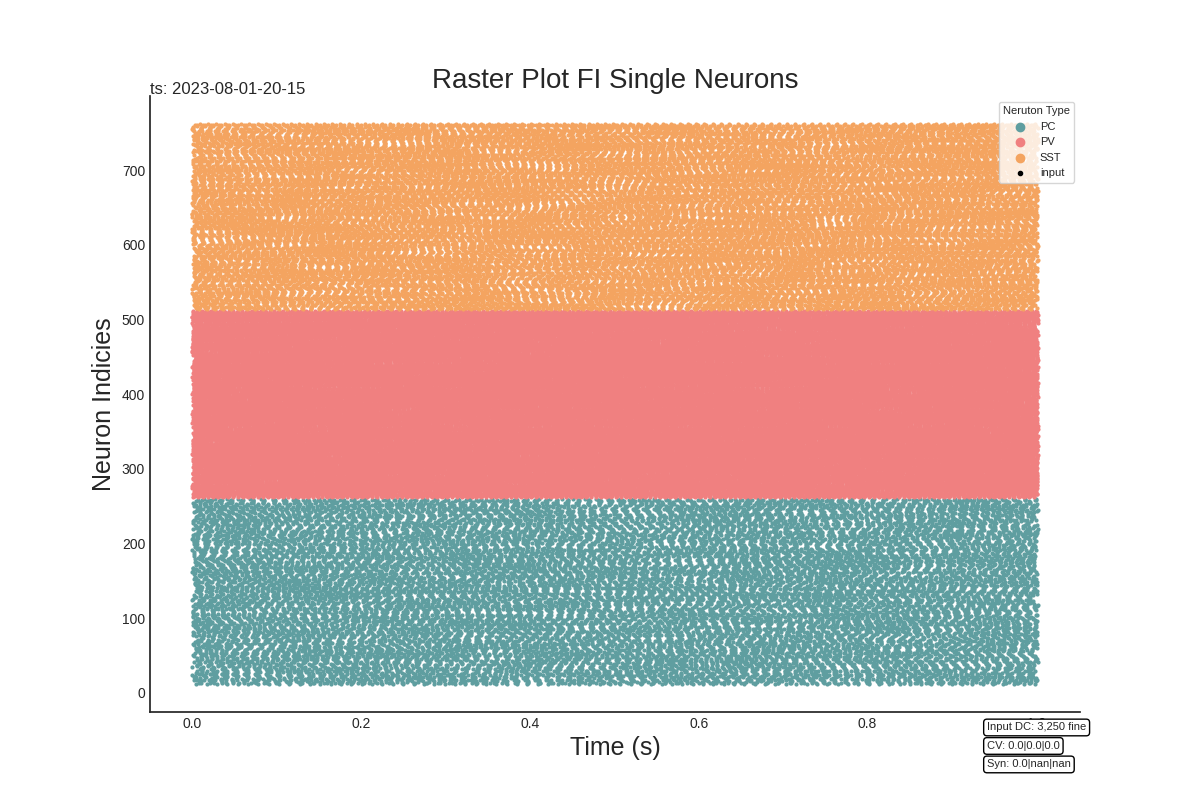 Raster Plot FI Single Neurons
ts: 2023-08-01-20-15
Neruton Type
PC
PV
SST
input
Neuron Indicies
700
600
500
400
300
200
100
0
0.0 0.2 0.4 0.6 0.8
Time (s)
Input DC: 3,250 fine
CV: 0.0|0.0|0.0
Syn: 0.0|nan|nan